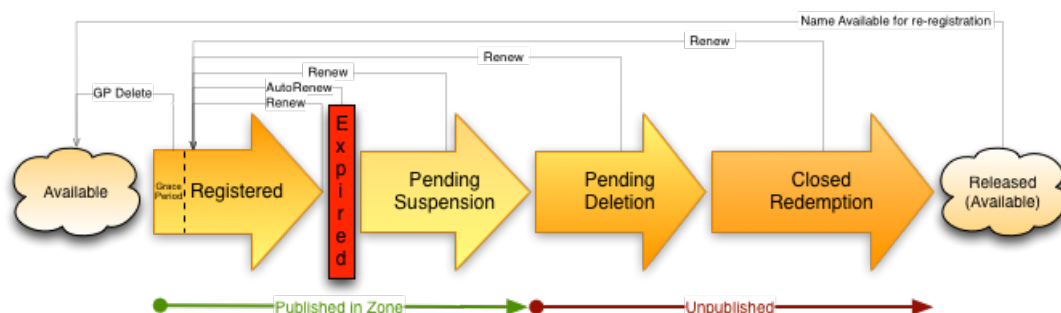 Name Available for re-registration
Renew
Renew
Renew
AutoRenew
GP Delete
Renew
Expired
Available
Grace
Period
Registered
Pending
Suspension
Pending
Deletion
Closed
Redemption
Released
(Available)
Published in Zone
Unpublished